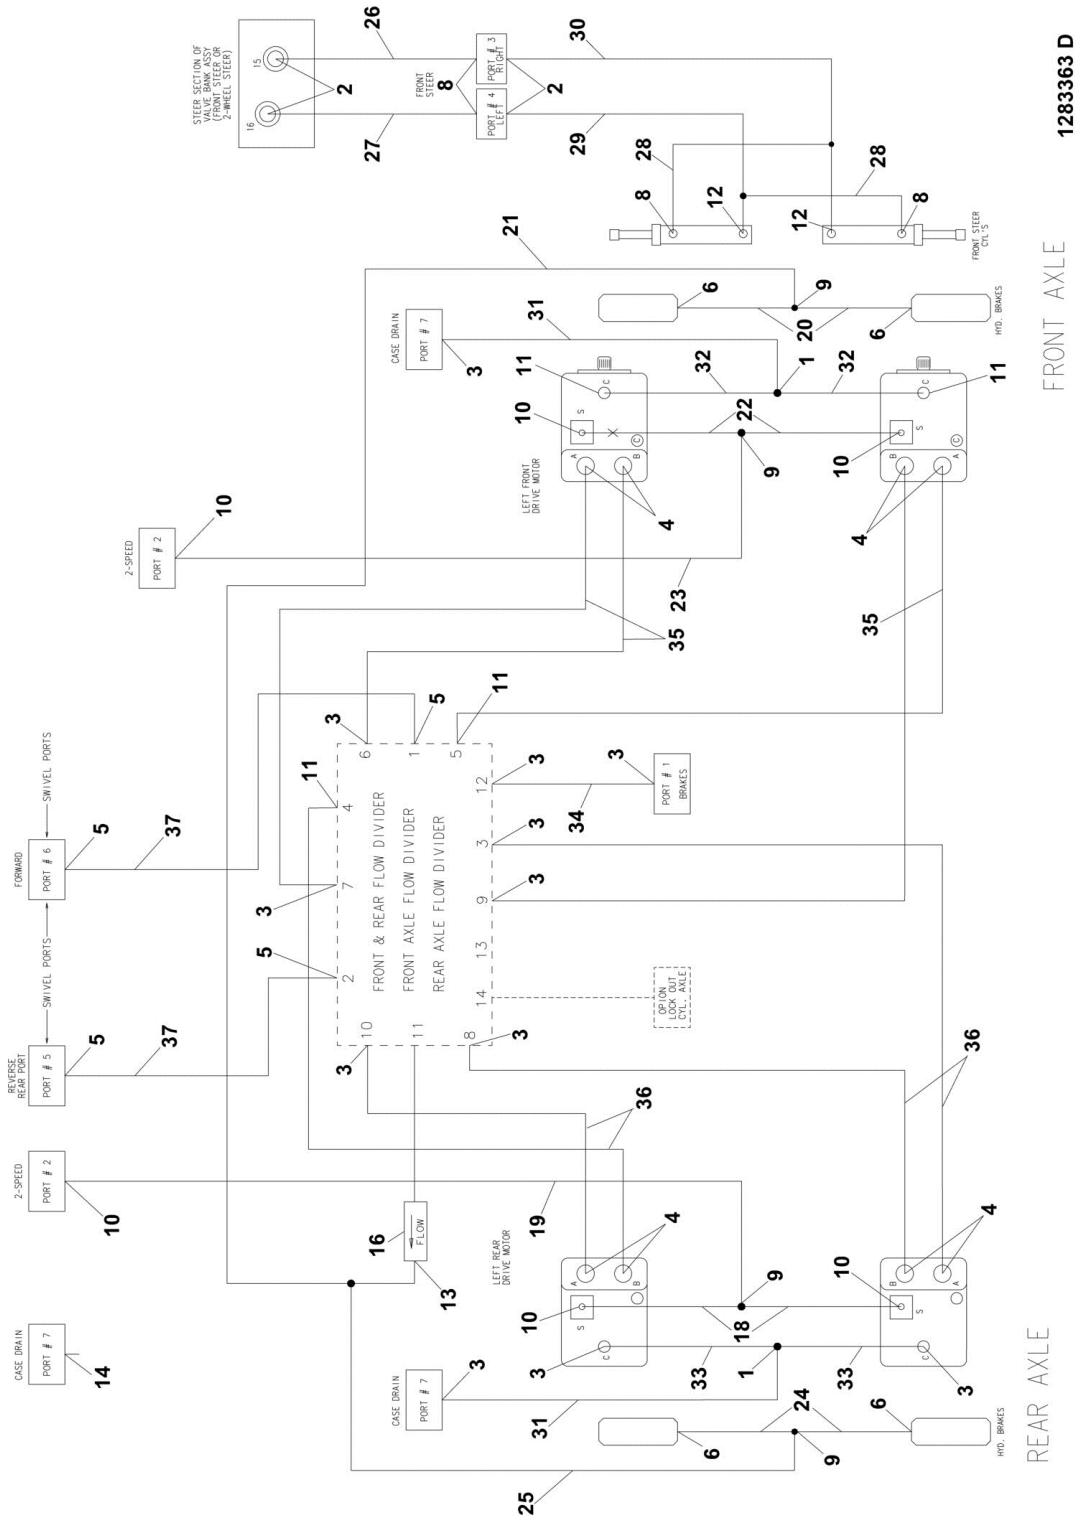 CASE DRAIN
PORT # 7
14
2-SPEED
PORT # 2
10
REVERSE
REAR PORT
PORT # 5
5
37
SWIVEL PORTS
FORWARD
PORT # 6
5
37
SWIVEL PORTS
2-SPEED
PORT # 2
10
STEER SECTION OF
VALVE BANK ASSY
(FRONT STEER OR
2-WHEEL STEER)
16
15
2
26
27
FRONT
STEER
8
PORT # 4
LEFT
PORT # 3
RIGHT
2
30
29
16
FLOW
13
2
7
4
5
3
11
10
11
8
6
1
5
14
13
9
3
12
3
3
3
3
3
3
5
11
FRONT & REAR FLOW DIVIDER
FRONT AXLE FLOW DIVIDER
REAR AXLE FLOW DIVIDER
34
3
PORT # 1
BRAKES
OPION
LOCK OUT
CYL. AXLE
CASE DRAIN
PORT # 7
3
31
25
19
LEFT REAR
DRIVE MOTOR
A
B
S
C
4
10
3
36
9
18
1
33
33
6
24
9
6
HYD. BRAKES
10
3
B
A
S
C
4
36
REAR AXLE
CASE DRAIN
PORT # 7
3
31
21
LEFT FRONT
DRIVE MOTOR
A
B
S
C
C
10
11
4
35
23
9
22
1
32
32
6
20
9
6
HYD. BRAKES
10
11
B
A
S
C
C
4
35
28
8
12
12
28
8
FRONT STEER
CYL'S
FRONT AXLE
1283363 D